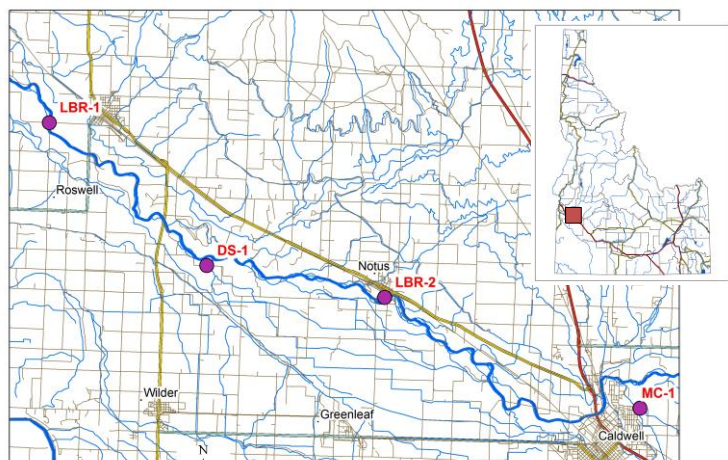 LBR-1
Roswell
DS-1
Notus
LBR-2
Wilder
Greenleaf
MC-1
Caldwell
N